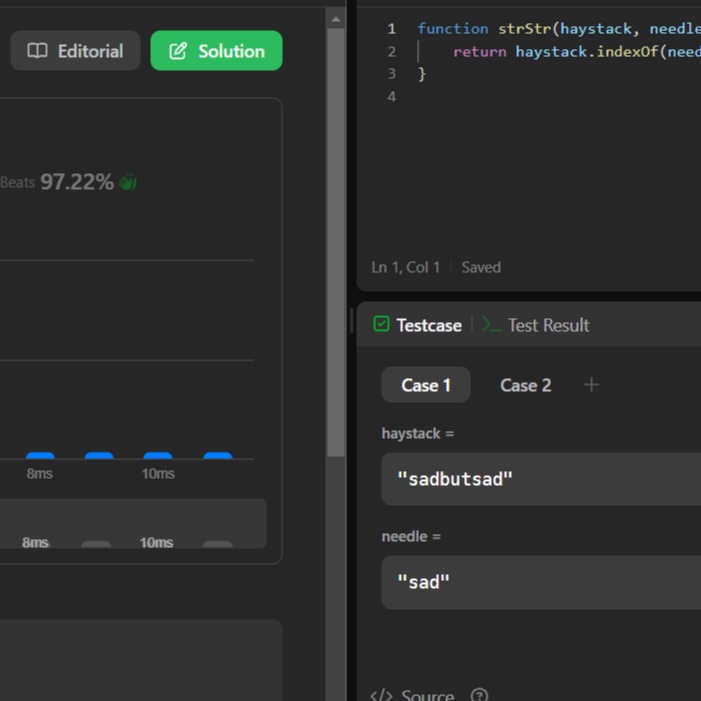 Editorial
Solution
Beats 97.22%
8ms
10ms
8ms
10ms
1 function strStr(haystack, needle
2 return haystack.indexOf(need
3 }
4
Ln 1, Col 1
Saved
Testcase
Test Result
Case 1
Case 2
haystack =
"sadbutsad"
needle =
"sad"
</> Source